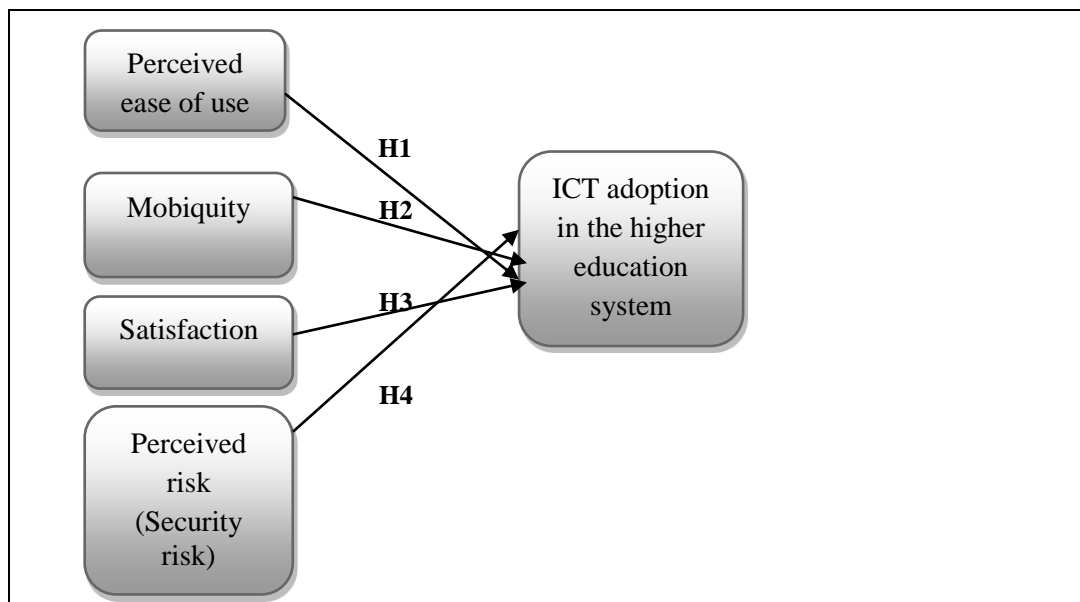 Perceived
ease of use
H1
Mobiquity
H2
ICT adoption
in the higher
education
system
Satisfaction
H3
H4
Perceived
risk
(Security
risk)